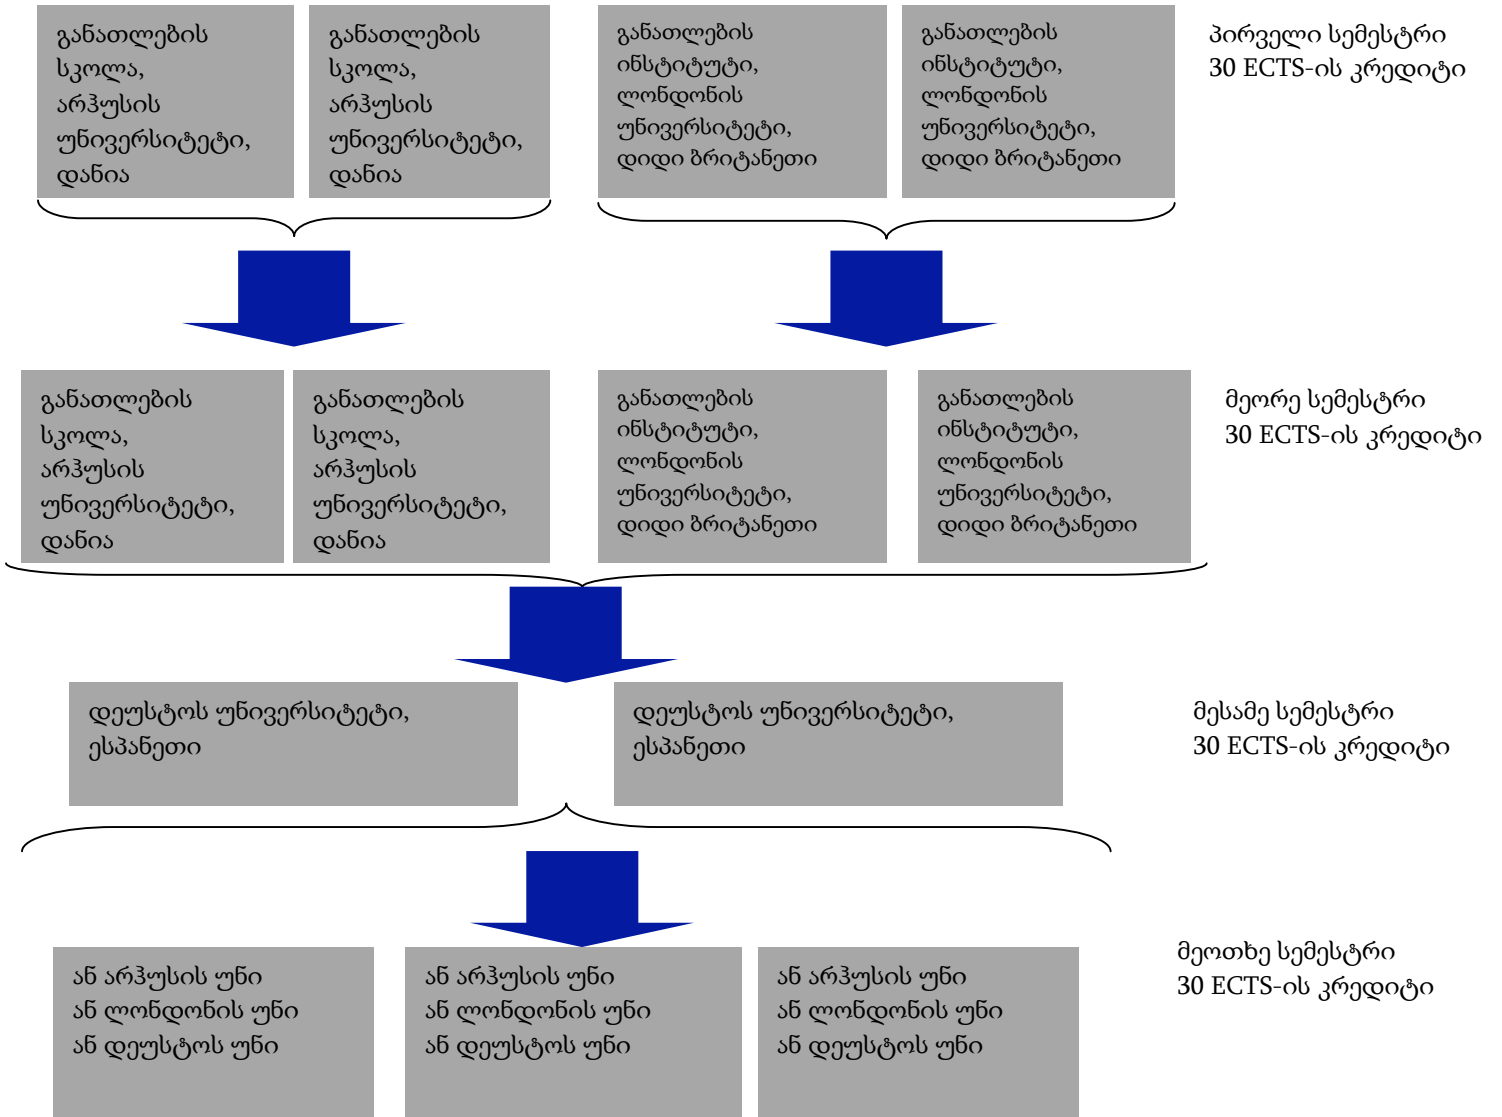 განათლების
სკოლა,
არჰუსის
უნივერსიტეტი,
დანია
განათლების
სკოლა,
არჰუსის
უნივერსიტეტი,
დანია
განათლების
ინსტიტუტი,
ლონდონის
უნივერსიტეტი,
დიდი ბრიტანეთი
განათლების
ინსტიტუტი,
ლონდონის
უნივერსიტეტი,
დიდი ბრიტანეთი
პირველი სემესტრი
30 ECTS-ის კრედიტი
განათლების
სკოლა,
არჰუსის
უნივერსიტეტი,
დანია
განათლების
სკოლა,
არჰუსის
უნივერსიტეტი,
დანია
განათლების
ინსტიტუტი,
ლონდონის
უნივერსიტეტი,
დიდი ბრიტანეთი
განათლების
ინსტიტუტი,
ლონდონის
უნივერსიტეტი,
დიდი ბრიტანეთი
მეორე სემესტრი
30 ECTS-ის კრედიტი
დეუსტოს უნივერსიტეტი,
ესპანეთი
დეუსტოს უნივერსიტეტი,
ესპანეთი
მესამე სემესტრი
30 ECTS-ის კრედიტი
ან არჰუსის უნი
ან ლონდონის უნი
ან დეუსტოს უნი
ან არჰუსის უნი
ან ლონდონის უნი
ან დეუსტოს უნი
ან არჰუსის უნი
ან ლონდონის უნი
ან დეუსტოს უნი
მეოთხე სემესტრი
30 ECTS-ის კრედიტი